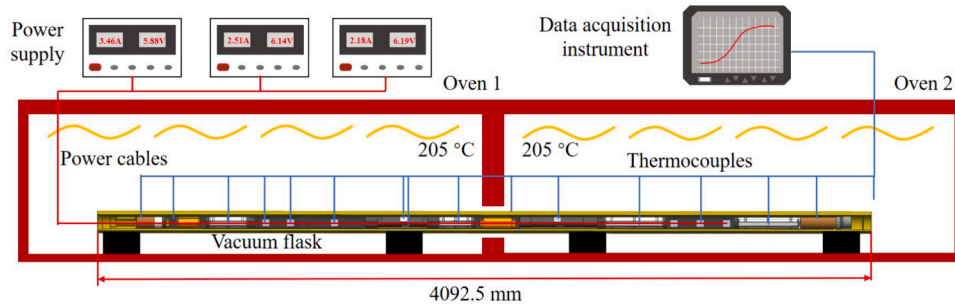 Power
supply
3.46A 5.88V
2.51A 6.14V
2.18A 6.19V
Data acquisition
instrument
Oven 1
Oven 2
Power cables
205 °C
205 °C
Thermocouples
Vacuum flask
4092.5 mm